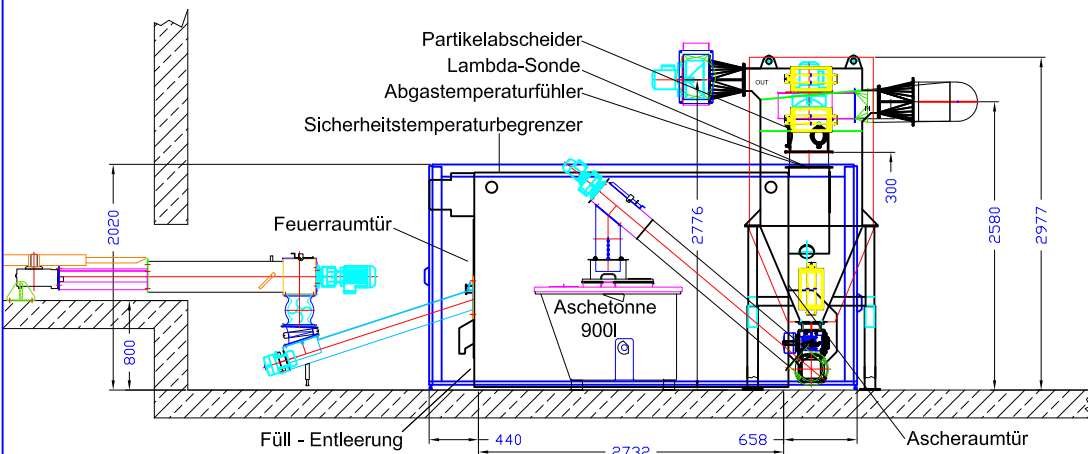 Partikelabscheider
Lambda-Sonde
Abgastemperaturfühler
Sicherheitstemperaturbegrenzer
OUT
Feuerraumtür
2020
800
2776
300
2580
2977
Aschetonne
900l
Füll - Entleerung
440
2732
658
Ascheraumtür